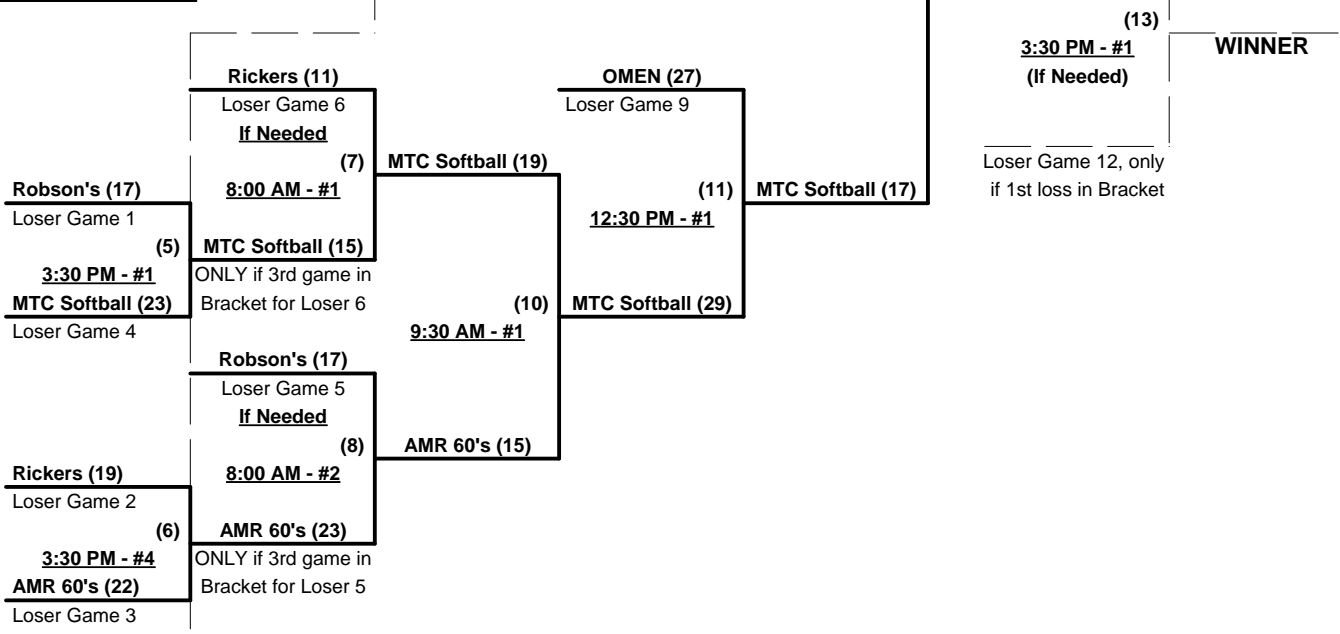 (13)
3:30 PM - #1
WINNER
(If Needed)
Loser Game 12, only
if 1st loss in Bracket
Rickers (11)
Loser Game 6
If Needed
(7)
8:00 AM - #1
OMEN (27)
Loser Game 9
MTC Softball (19)
(11)
12:30 PM - #1
MTC Softball (17)
Robson's (17)
Loser Game 1
(5)
3:30 PM - #1
MTC Softball (23)
Loser Game 4
MTC Softball (15)
ONLY if 3rd game in
Bracket for Loser 6
(10)
9:30 AM - #1
MTC Softball (29)
Robson's (17)
Loser Game 5
If Needed
(8)
8:00 AM - #2
AMR 60's (15)
Rickers (19)
Loser Game 2
(6)
3:30 PM - #4
AMR 60's (22)
Loser Game 3
AMR 60's (23)
ONLY if 3rd game in
Bracket for Loser 5